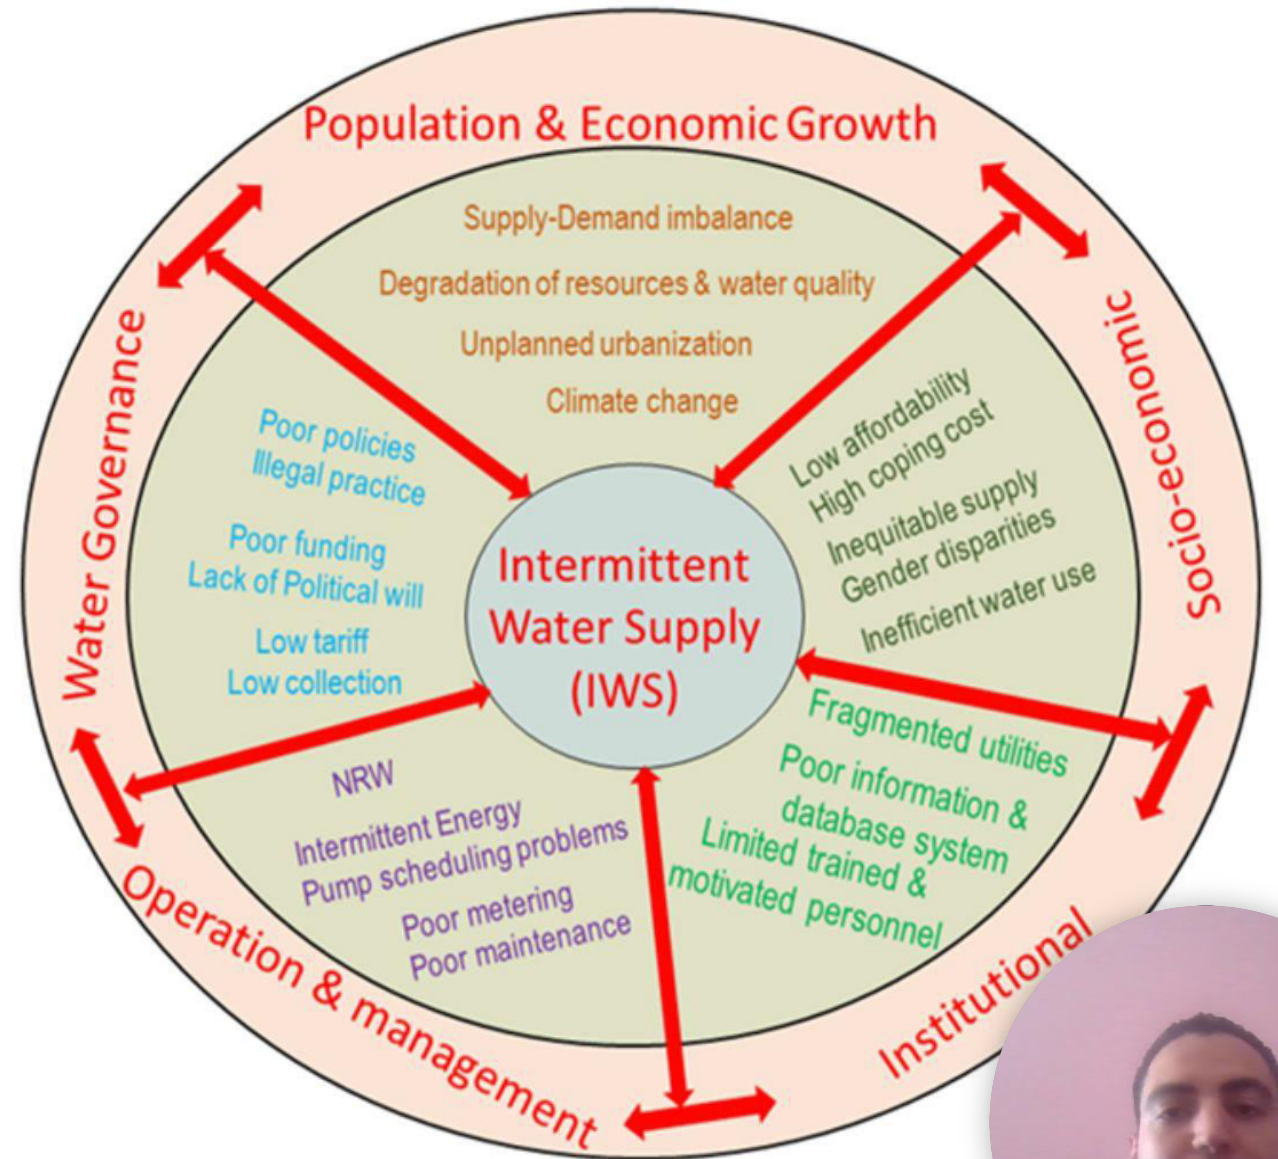 Population & Economic Growth
Supply-Demand imbalance
Degradation of resources & water quality
Unplanned urbanization
Climate change
Socio-economic
Low affordability
High coping cost
Inequitable supply
Gender disparities
Inefficient water use
Institutional
Fragmented utilities
Poor information &
database system
Limited trained &
motivated personnel
Operation & management
NRW
Intermittent Energy
Pump scheduling problems
Poor metering
Poor maintenance
Water Governance
Poor policies
Illegal practice
Poor funding
Lack of Political will
Low tariff
Low collection
Intermittent
Water Supply
(IWS)